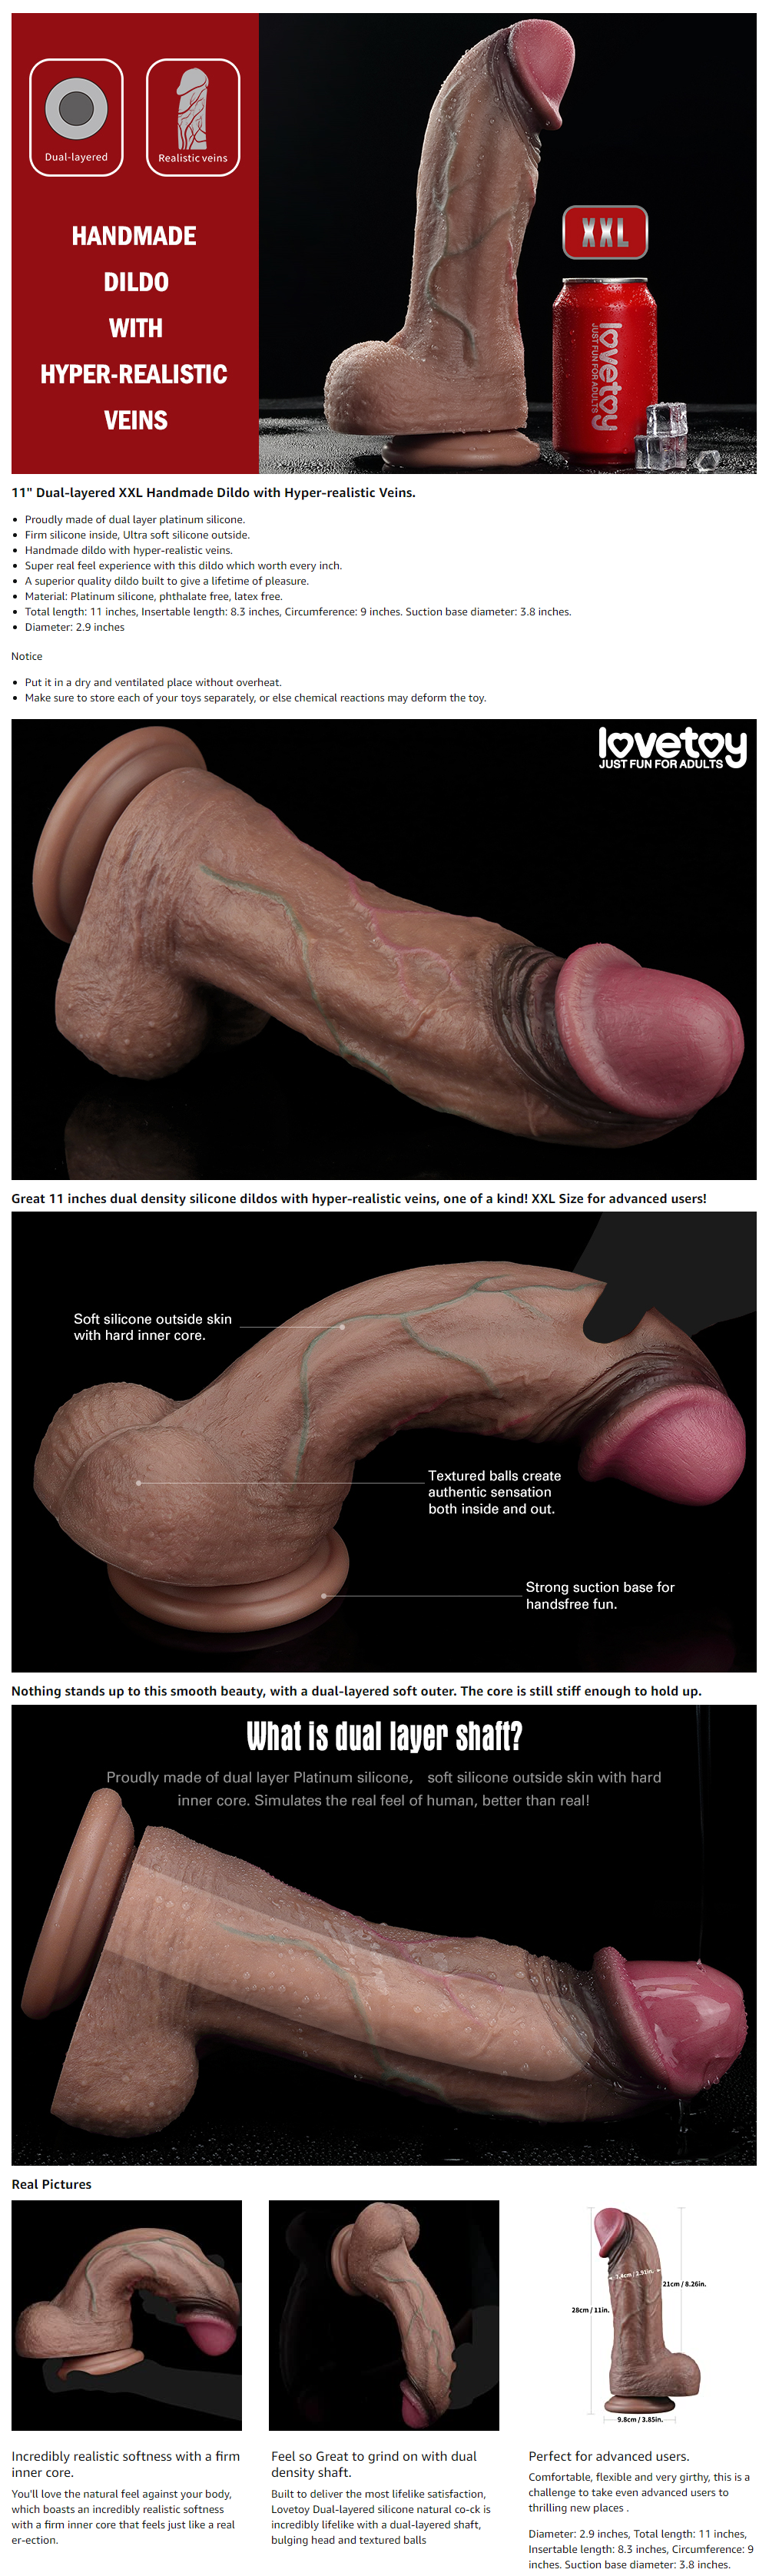 Dual-layered
Realistic veins
HANDMADE
DILDO
WITH
HYPER-REALISTIC
VEINS
XXL
lovetoy
JUST FUN FOR ADULTS
11" Dual-layered XXL Handmade Dildo with Hyper-realistic Veins.
Proudly made of dual layer platinum silicone.
Firm silicone inside, Ultra soft silicone outside.
Handmade dildo with hyper-realistic veins.
Super real feel experience with this dildo which worth every inch.
A superior quality dildo built to give a lifetime of pleasure.
Material: Platinum silicone, phthalate free, latex free.
Total length: 11 inches, Insertable length: 8.3 inches, Circumference: 9 inches. Suction base diameter: 3.8 inches.
Diameter: 2.9 inches
Notice
Put it in a dry and ventilated place without overheat.
Make sure to store each of your toys separately, or else chemical reactions may deform the toy.
lovetoy
JUST FUN FOR ADULTS
Great 11 inches dual density silicone dildos with hyper-realistic veins, one of a kind! XXL Size for advanced users!
Soft silicone outside skin
with hard inner core.
Textured balls create
authentic sensation
both inside and out.
Strong suction base for
handsfree fun.
Nothing stands up to this smooth beauty, with a dual-layered soft outer. The core is still stiff enough to hold up.
What is dual layer shaft?
Proudly made of dual layer Platinum silicone, soft silicone outside skin with hard
inner core. Simulates the real feel of human, better than real!
Real Pictures
7.4cm / 2.91in.
21cm / 8.26in.
28cm / 11in.
9.8cm / 3.85in.
Incredibly realistic softness with a firm
inner core.
You'll love the natural feel against your body,
which boasts an incredibly realistic softness
with a firm inner core that feels just like a real
er-ection.
Feel so Great to grind on with dual
density shaft.
Built to deliver the most lifelike satisfaction,
Lovetoy Dual-layered silicone natural co-ck is
incredibly lifelike with a dual-layered shaft,
bulging head and textured balls
Perfect for advanced users.
Comfortable, flexible and very girthy, this is a
challenge to take even advanced users to
thrilling new places .
Diameter: 2.9 inches, Total length: 11 inches,
Insertable length: 8.3 inches, Circumference: 9
inches. Suction base diameter: 3.8 inches.